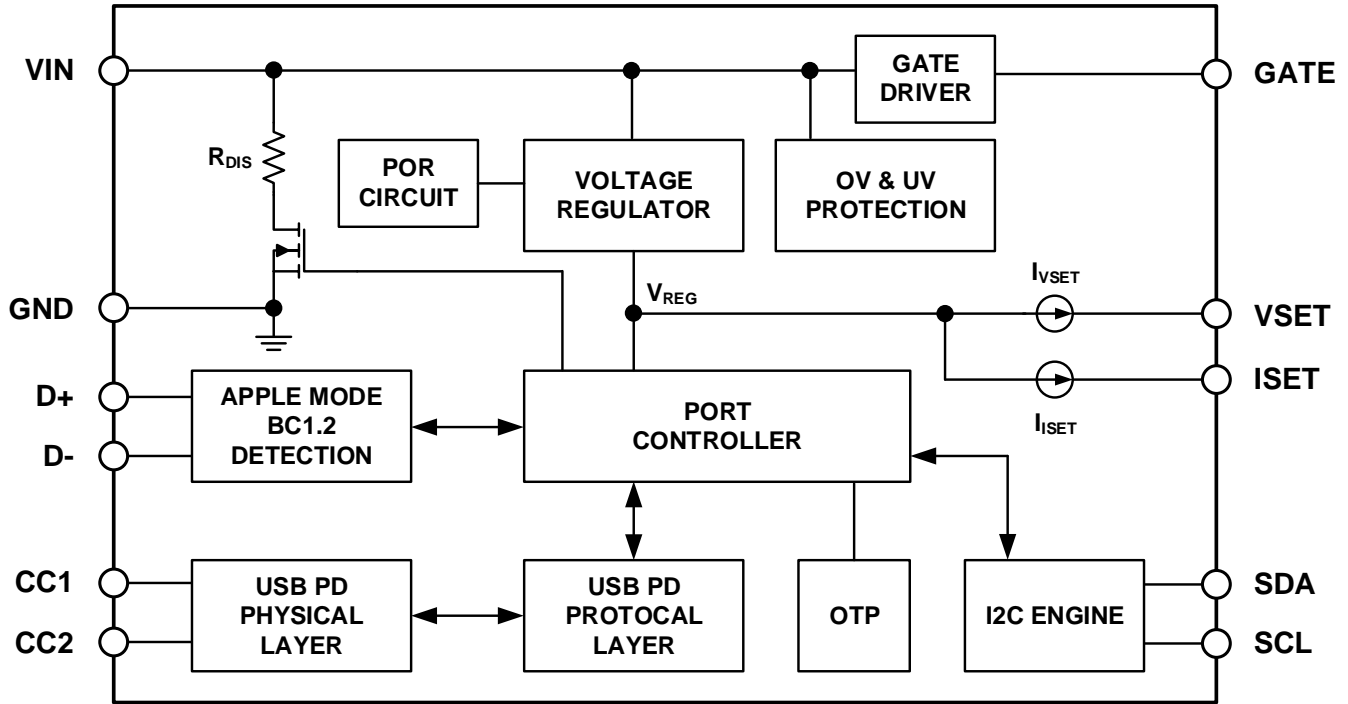 VIN
GATE
DRIVER
GATE
RDIS
POR
CIRCUIT
VOLTAGE
REGULATOR
OV & UV
PROTECTION
GND
VREG
IVSET
VSET
D+
D-
APPLE MODE
BC1.2
DETECTION
PORT
CONTROLLER
IISET
ISET
CC1
CC2
USB PD
PHYSICAL
LAYER
USB PD
PROTOCAL
LAYER
OTP
I2C ENGINE
SDA
SCL